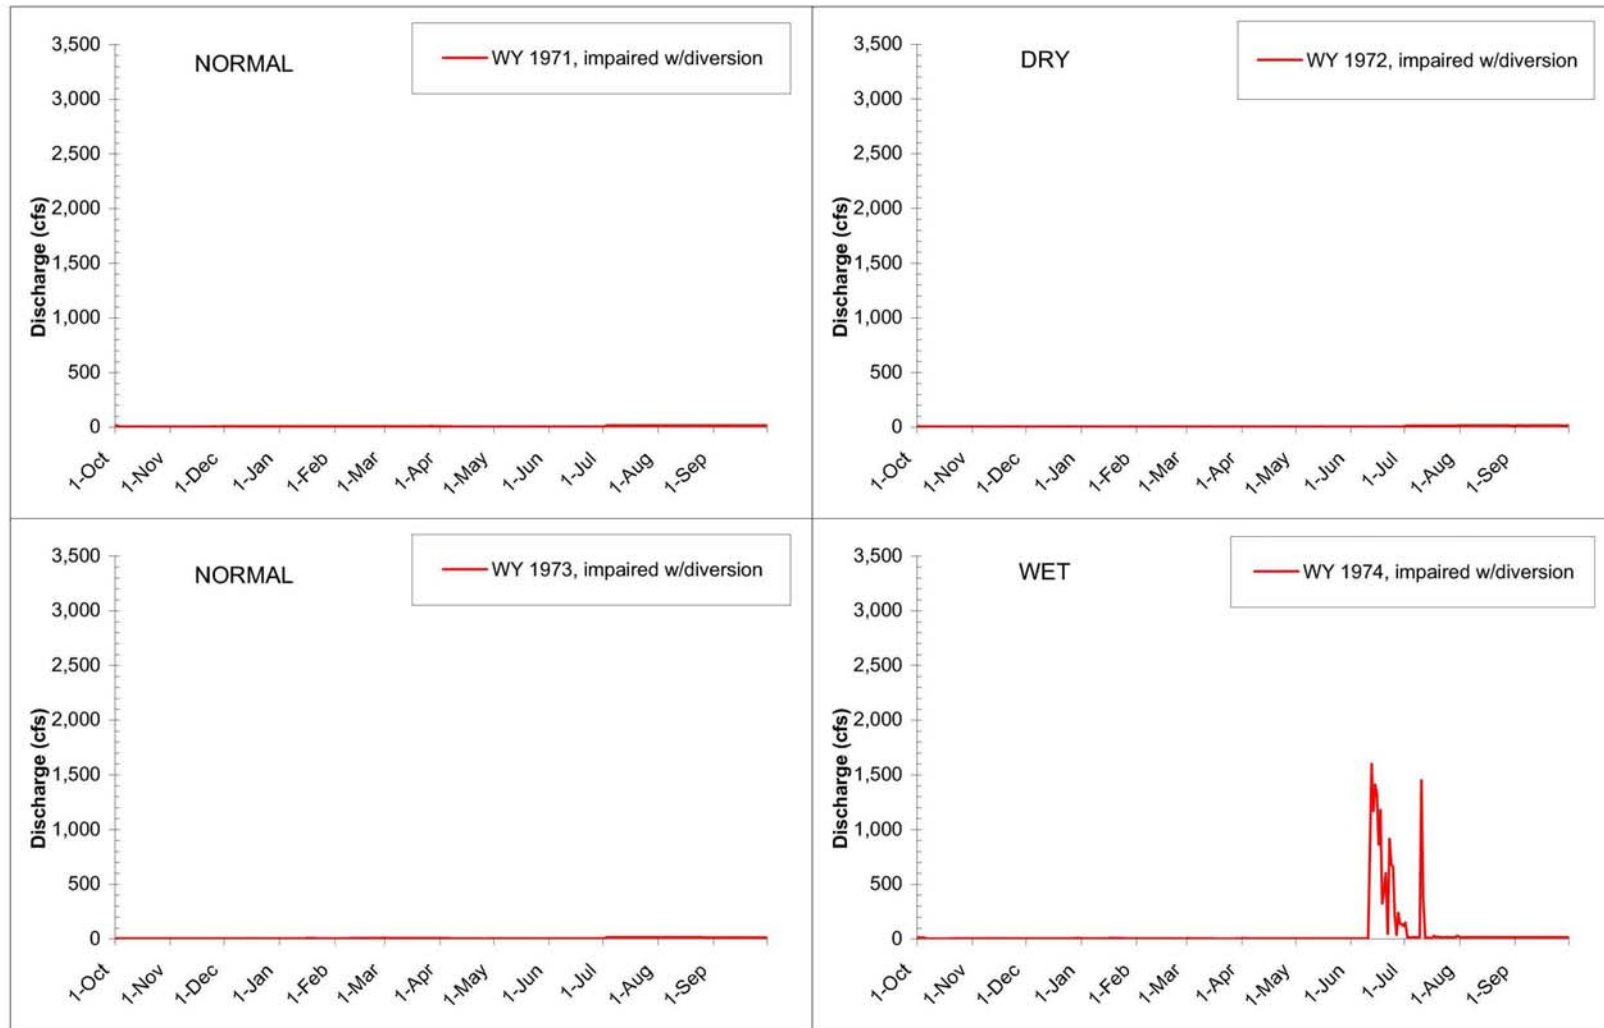 NORMAL
WY 1971, impaired w/diversion
3,500
3,000
2,500
2,000
1,500
1,000
500
0
Discharge (cfs)
1-Oct
1-Nov
1-Dec
1-Jan
1-Feb
1-Mar
1-Apr
1-May
1-Jun
1-Jul
1-Aug
1-Sep
DRY
WY 1972, impaired w/diversion
3,500
3,000
2,500
2,000
1,500
1,000
500
0
Discharge (cfs)
1-Oct
1-Nov
1-Dec
1-Jan
1-Feb
1-Mar
1-Apr
1-May
1-Jun
1-Jul
1-Aug
1-Sep
NORMAL
WY 1973, impaired w/diversion
3,500
3,000
2,500
2,000
1,500
1,000
500
0
Discharge (cfs)
1-Oct
1-Nov
1-Dec
1-Jan
1-Feb
1-Mar
1-Apr
1-May
1-Jun
1-Jul
1-Aug
1-Sep
WET
WY 1974, impaired w/diversion
3,500
3,000
2,500
2,000
1,500
1,000
500
0
Discharge (cfs)
1-Oct
1-Nov
1-Dec
1-Jan
1-Feb
1-Mar
1-Apr
1-May
1-Jun
1-Jul
1-Aug
1-Sep